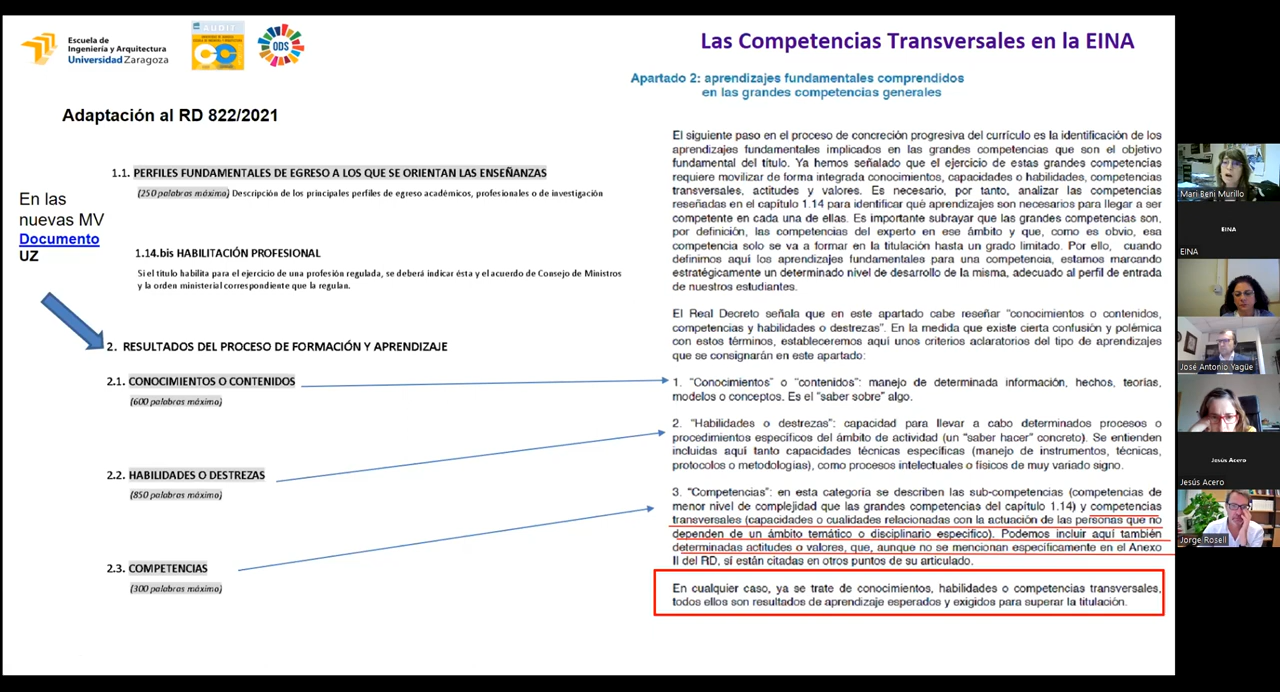 Escuela de
Ingeniería y Arquitectura
Universidad Zaragoza
AUDIT
ODS
Las Competencias Transversales en la EINA
Apartado 2: aprendizajes fundamentales comprendidos
en las grandes competencias generales
Adaptación al RD 822/2021
1.1. PERFILES FUNDAMENTALES DE EGRESO A LOS QUE SE ORIENTAN LAS ENSEÑANZAS
(250 palabras máximo) Descripción de los principales perfiles de egreso académicos, profesionales o de investigación
En las
nuevas MV
Documento
UZ
1.14.bis HABILITACIÓN PROFESIONAL
Si el título habilita para el ejercicio de una profesión regulada, se deberá indicar ésta y el acuerdo de Consejo de Ministros
y la orden ministerial correspondiente que la regulan.
2. RESULTADOS DEL PROCESO DE FORMACIÓN Y APRENDIZAJE
2.1. CONOCIMIENTOS O CONTENIDOS
(600 palabras máximo)
2.2. HABILIDADES O DESTREZAS
(850 palabras máximo)
2.3. COMPETENCIAS
(300 palabras máximo)
El siguiente paso en el proceso de concreción progresiva del currículo es la identificación de los
aprendizajes fundamentales implicados en las grandes competencias que son el objetivo
fundamental del título. Ya hemos señalado que el ejercicio de estas grandes competencias
requiere movilizar de forma integrada conocimientos, capacidades o habilidades, competencias
transversales, actitudes y valores. Es necesario, por tanto, analizar las competencias
reseñadas en el capítulo 1.14 para identificar qué aprendizajes son necesarios para llegar a ser
competente en cada una de ellas. Es importante subrayar que las grandes competencias son,
por definición, las competencias del experto en ese ámbito y que, como es obvio, esa
competencia solo se va a formar en la titulación hasta un grado limitado. Por ello, cuando
definimos aquí los aprendizajes fundamentales para una competencia, estamos marcando
estratégicamente un determinado nivel de desarrollo de la misma, adecuado al perfil de entrada
de nuestros estudiantes.
El Real Decreto señala que en este apartado cabe reseñar "conocimientos o contenidos,
competencias y habilidades o destrezas". En la medida que existe cierta confusión y polémica
con estos términos, estableceremos aquí unos criterios aclaratorios del tipo de aprendizajes
que se consignarán en este apartado:
1. "Conocimientos" o "contenidos": manejo de determinada información, hechos, teorías,
modelos o conceptos. Es el "saber sobre" algo.
2. "Habilidades o destrezas": capacidad para llevar a cabo determinados procesos o
procedimientos específicos del ámbito de actividad (un "saber hacer" concreto). Se entienden
incluidas aquí tanto capacidades técnicas específicas (manejo de instrumentos, técnicas,
protocolos o metodologías), como procesos intelectuales o físicos de muy variado signo.
3. "Competencias": en esta categoría se describen las sub-competencias (competencias de
menor nivel de complejidad que las grandes competencias del capítulo 1.14) y competencias
transversales (capacidades o cualidades relacionadas con la actuación de las personas que no
dependen de un ámbito temático o disciplinario específico). Podemos incluir aquí también
determinadas actitudes o valores, que, aunque no se mencionan específicamente en el Anexo
II del RD, sí están citadas en otros puntos de su articulado.
En cualquier caso, ya se trate de conocimientos, habilidades o competencias transversales,
todos ellos son resultados de aprendizaje esperados y exigidos para superar la titulación.
Mari Beni Murillo
EINA
EINA
José Antonio Yagüe
Jesús Acero
Jesús Acero
Jorge Rosell